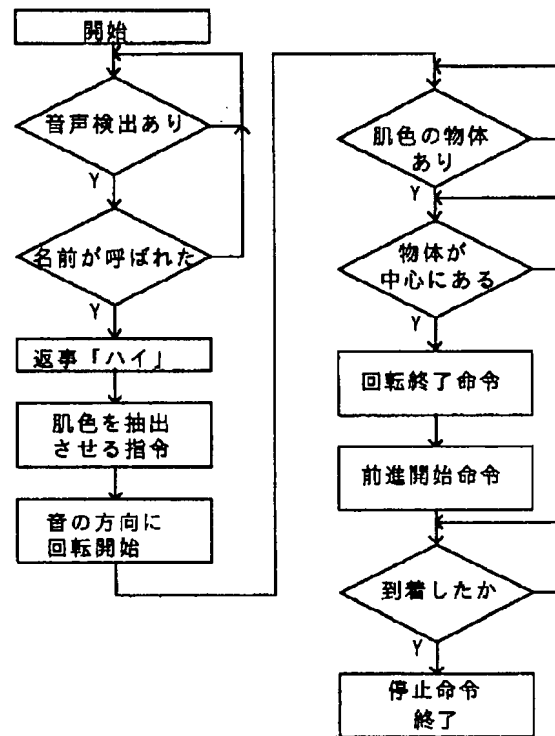 開始
音声検出あり
Y
名前が呼ばれた
Y
返事「ハイ」
肌色を抽出
させる指令
音の方向に
回転開始
肌色の物体
あり
Y
物体が
中心にある
Y
回転終了命令
前進開始命令
到着したか
Y
停止命令
終了